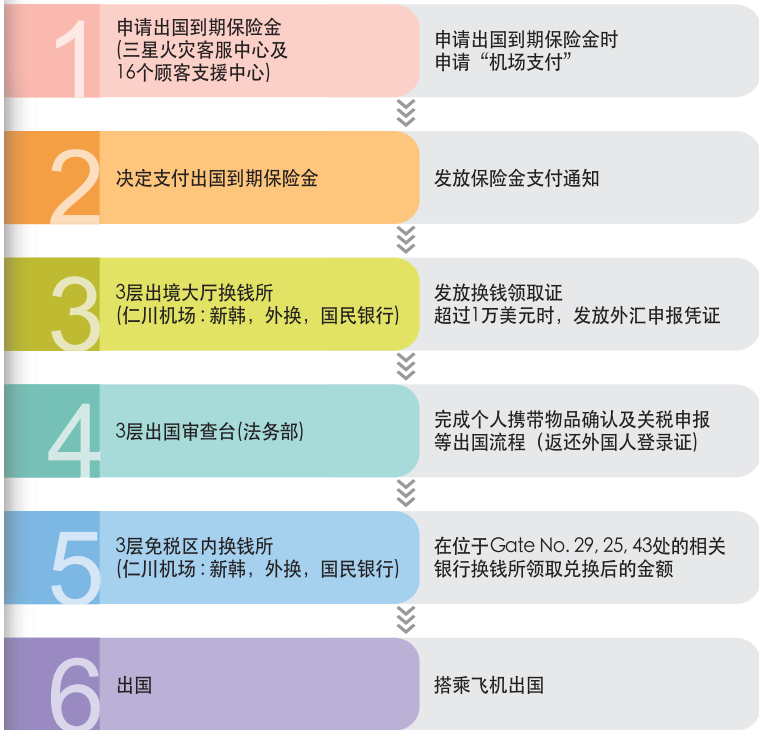 1
申请出国到期保险金
(三星火灾客服中心及
16个顾客支援中心)
申请出国到期保险金时
申请“机场支付”
2
决定支付出国到期保险金
发放保险金支付通知
3
3层出境大厅换钱所
(仁川机场:新韩，外换，国民银行)
发放换钱领取证
超过1万美元时，发放外汇申报凭证
4
3层出国审查台(法务部)
完成个人携带物品确认及关税申报
等出国流程（返还外国人登录证)
5
3层免税区内换钱所
(仁川机场:新韩，外换，国民银行)
在位于Gate No. 29, 25, 43处的相关
银行换钱所领取兑换后的金额
6
出国
搭乘飞机出国